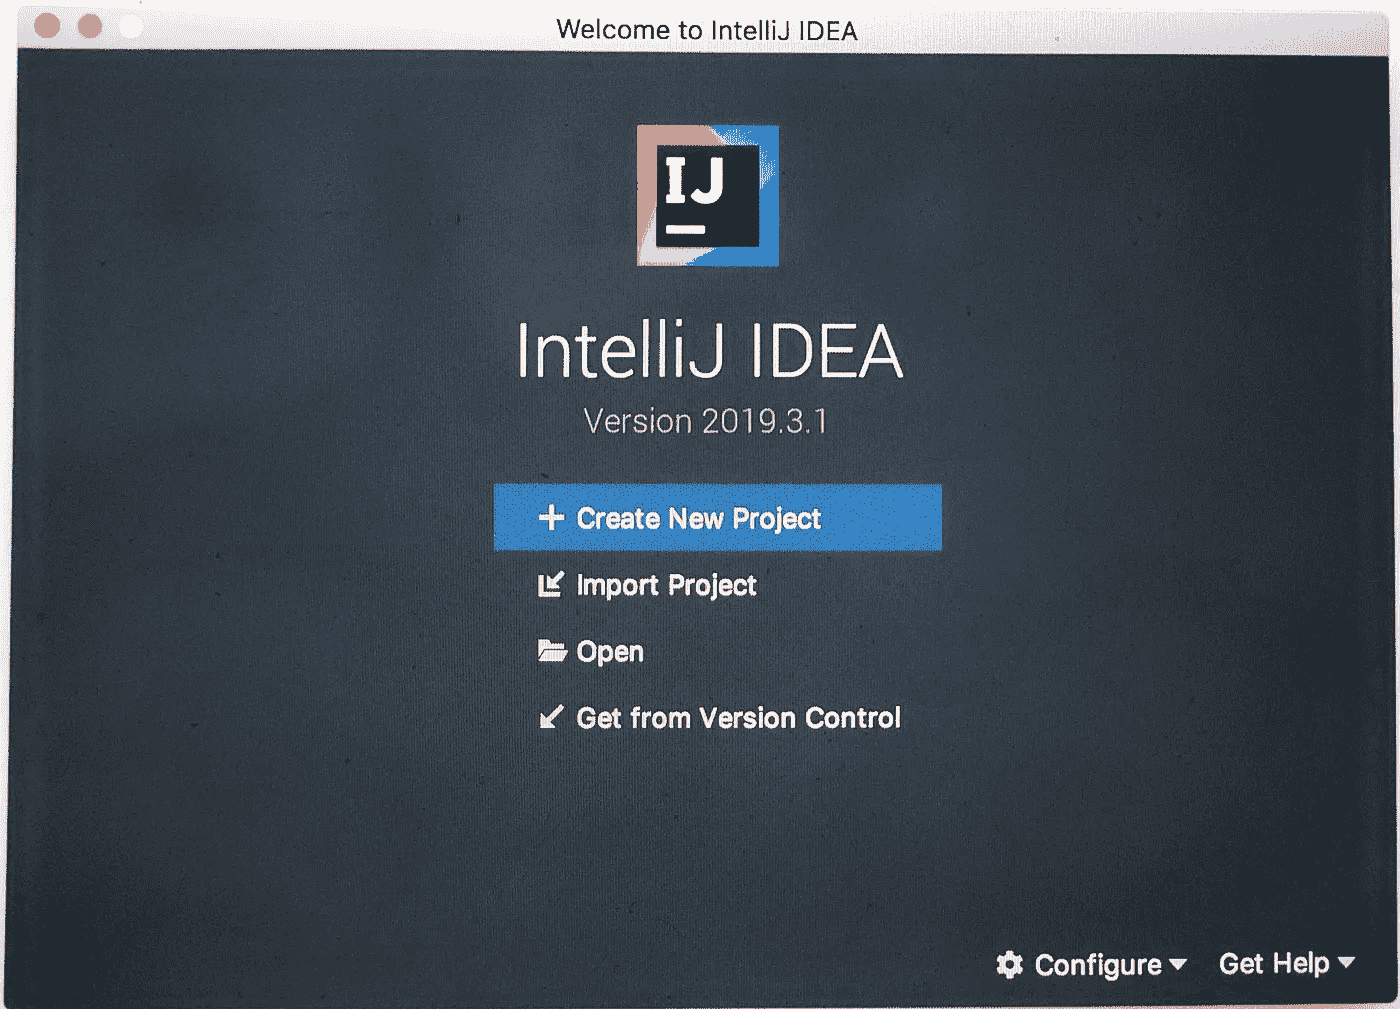 Welcome to IntelliJ IDEA
IJ
IntelliJ IDEA
Version 2019.3.1
Create New Project
Import Project
Open
Get from Version Control
Configure
Get Help